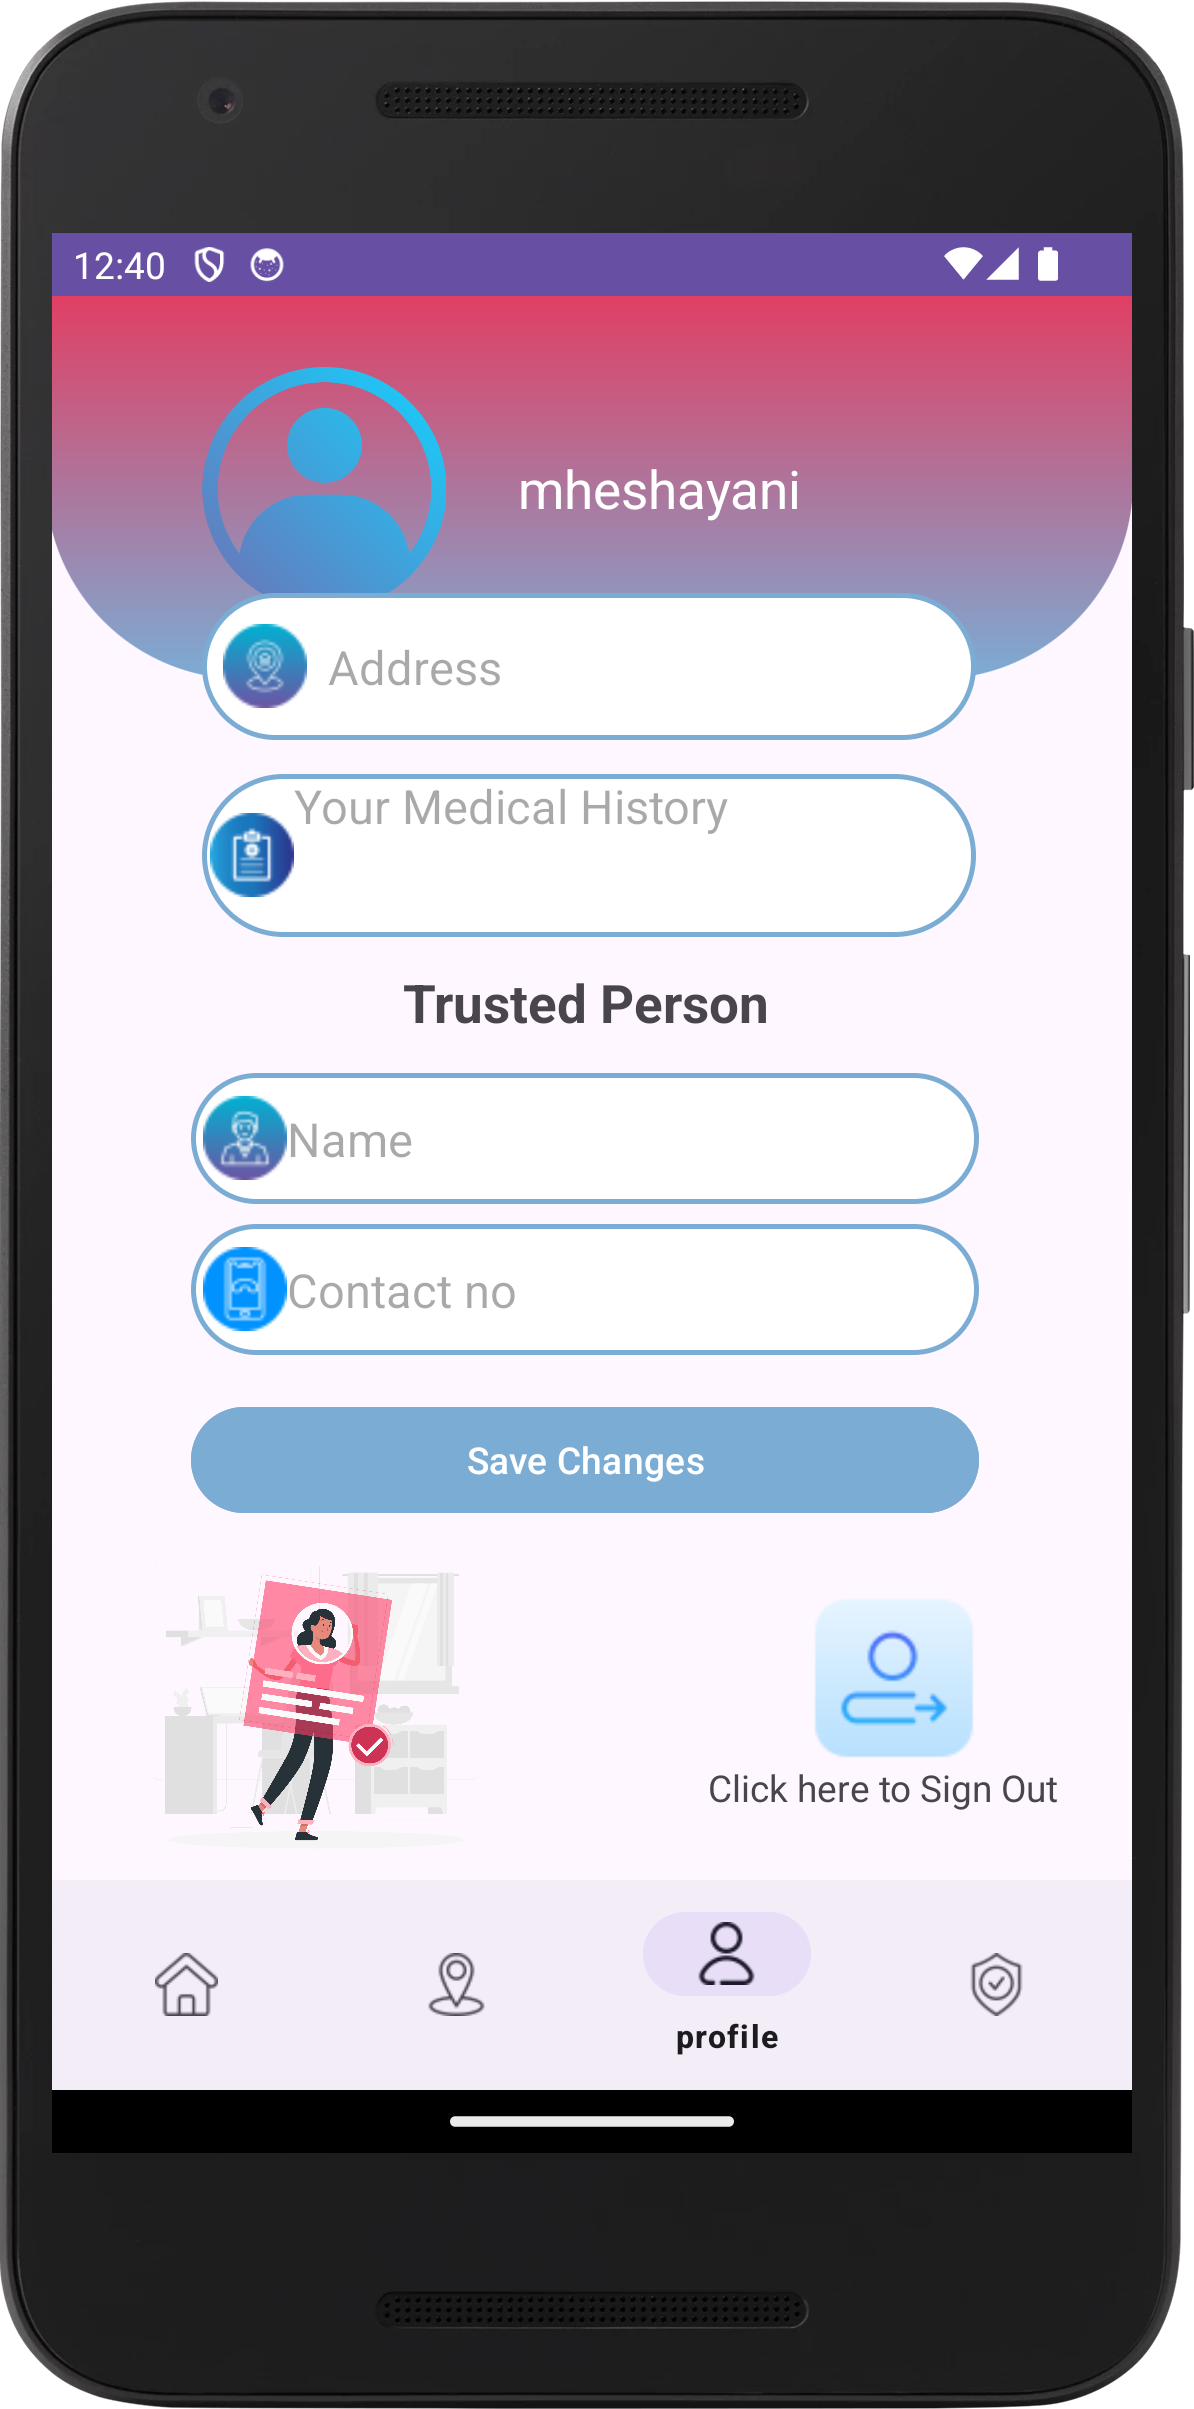 12:40
mheshayani
Address
Your Medical History
Trusted Person
Name
Contact no
Save Changes
Click here to Sign Out
profile